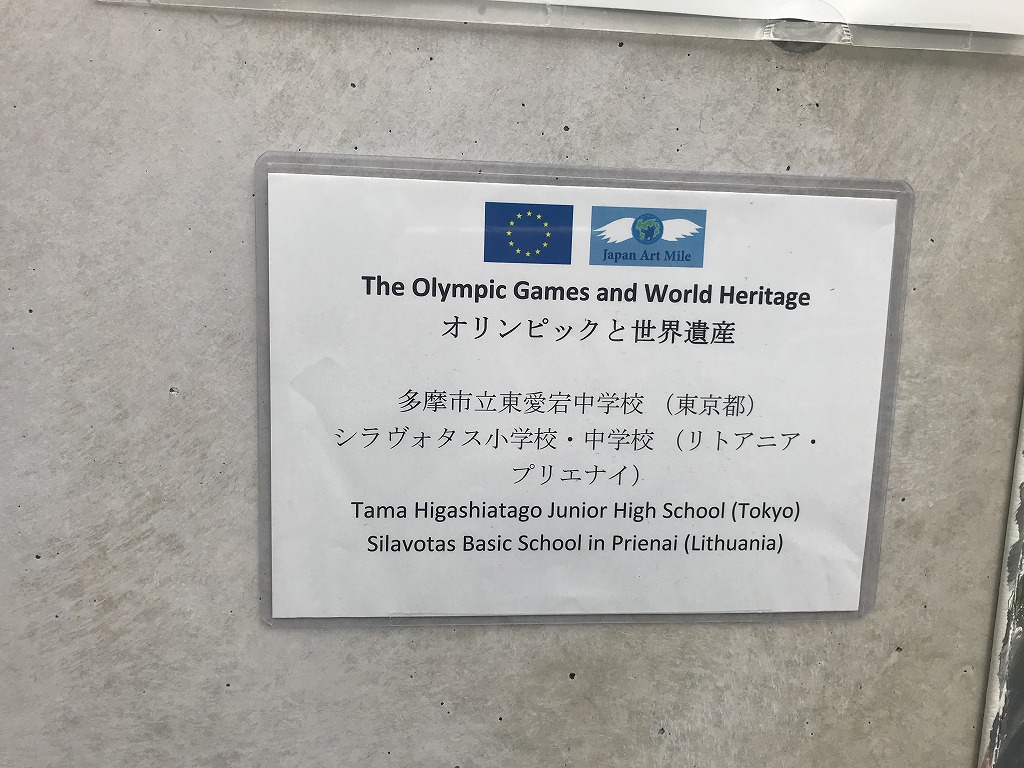 Japan Art Mile
The Olympic Games and World Heritage
オリンピックと世界遺産
多摩市立東愛宕中学校 （東京都）
シラヴォタス小学校・中学校 （リトアニア・
プリエナイ）
Tama Higashiatago Junior High School (Tokyo)
Silavotas Basic School in Prienai (Lithuania)